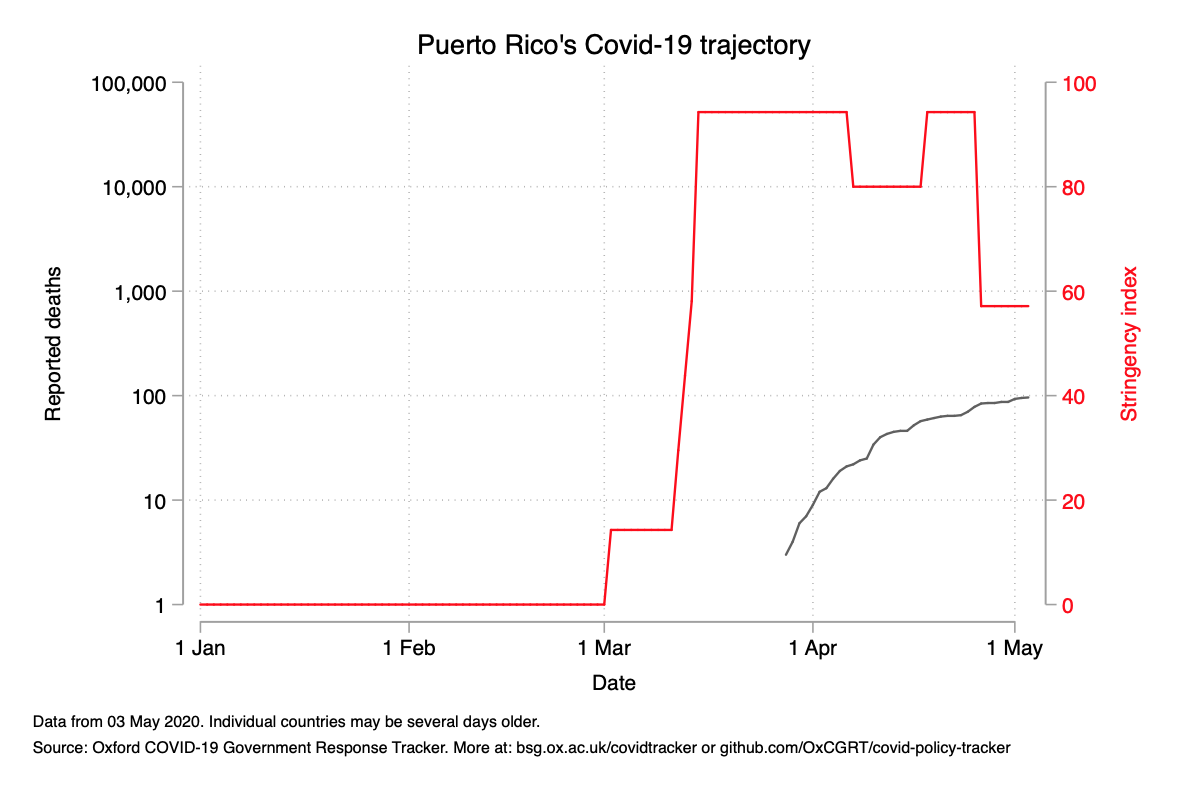 Puerto Rico's Covid-19 trajectory
100,000
10,000
1,000
100
10
1
Reported deaths
100
80
60
40
20
0
Stringency index
1 Jan 1 Feb 1 Mar 1 Apr 1 May
Date
Data from 03 May 2020. Individual countries may be several days older.
Source: Oxford COVID-19 Government Response Tracker. More at: bsg.ox.ac.uk/covidtracker or github.com/OxCGRT/covid-policy-tracker